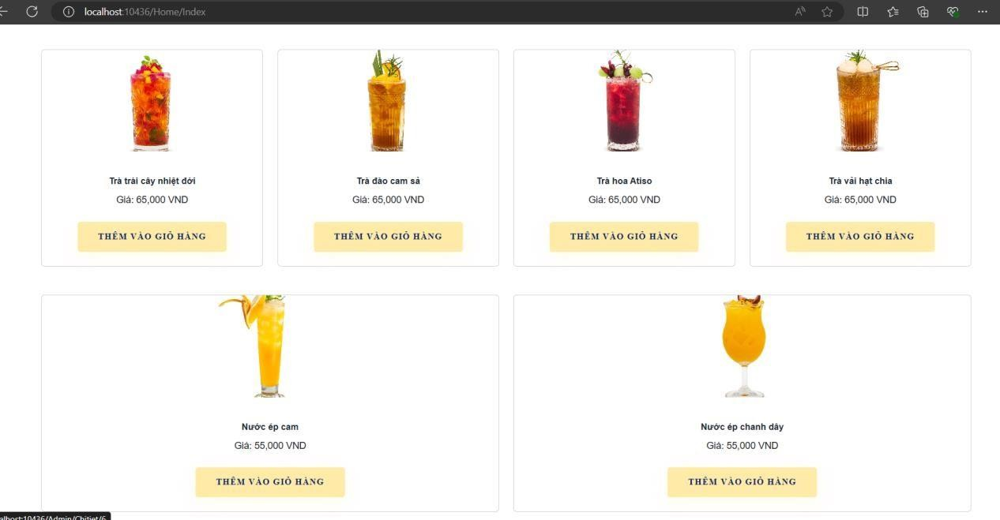 localhost:10436/Home/Index
Trà trái cây nhiệt đới
Giá: 65,000 VND
THÊM VÀO GIỎ HÀNG
Trà đào cam sả
Giá: 65,000 VND
THÊM VÀO GIỎ HÀNG
Trà hoa Atiso
Giá: 65,000 VND
THÊM VÀO GIỎ HÀNG
Trà vải hạt chia
Giá: 65,000 VND
THÊM VÀO GIỎ HÀNG
Nước ép cam
Giá: 55,000 VND
THÊM VÀO GIỎ HÀNG
Nước ép chanh dây
Giá: 55,000 VND
THÊM VÀO GIỎ HÀNG
alhost:10436/Admin/Chitiet/6